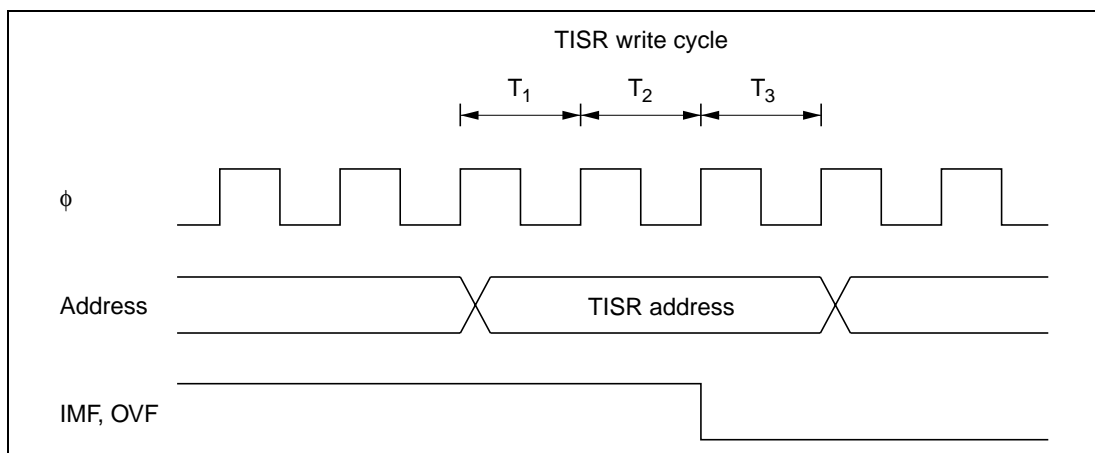 TISR write cycle
T1 T2 T3
ϕ
Address TISR address
IMF, OVF